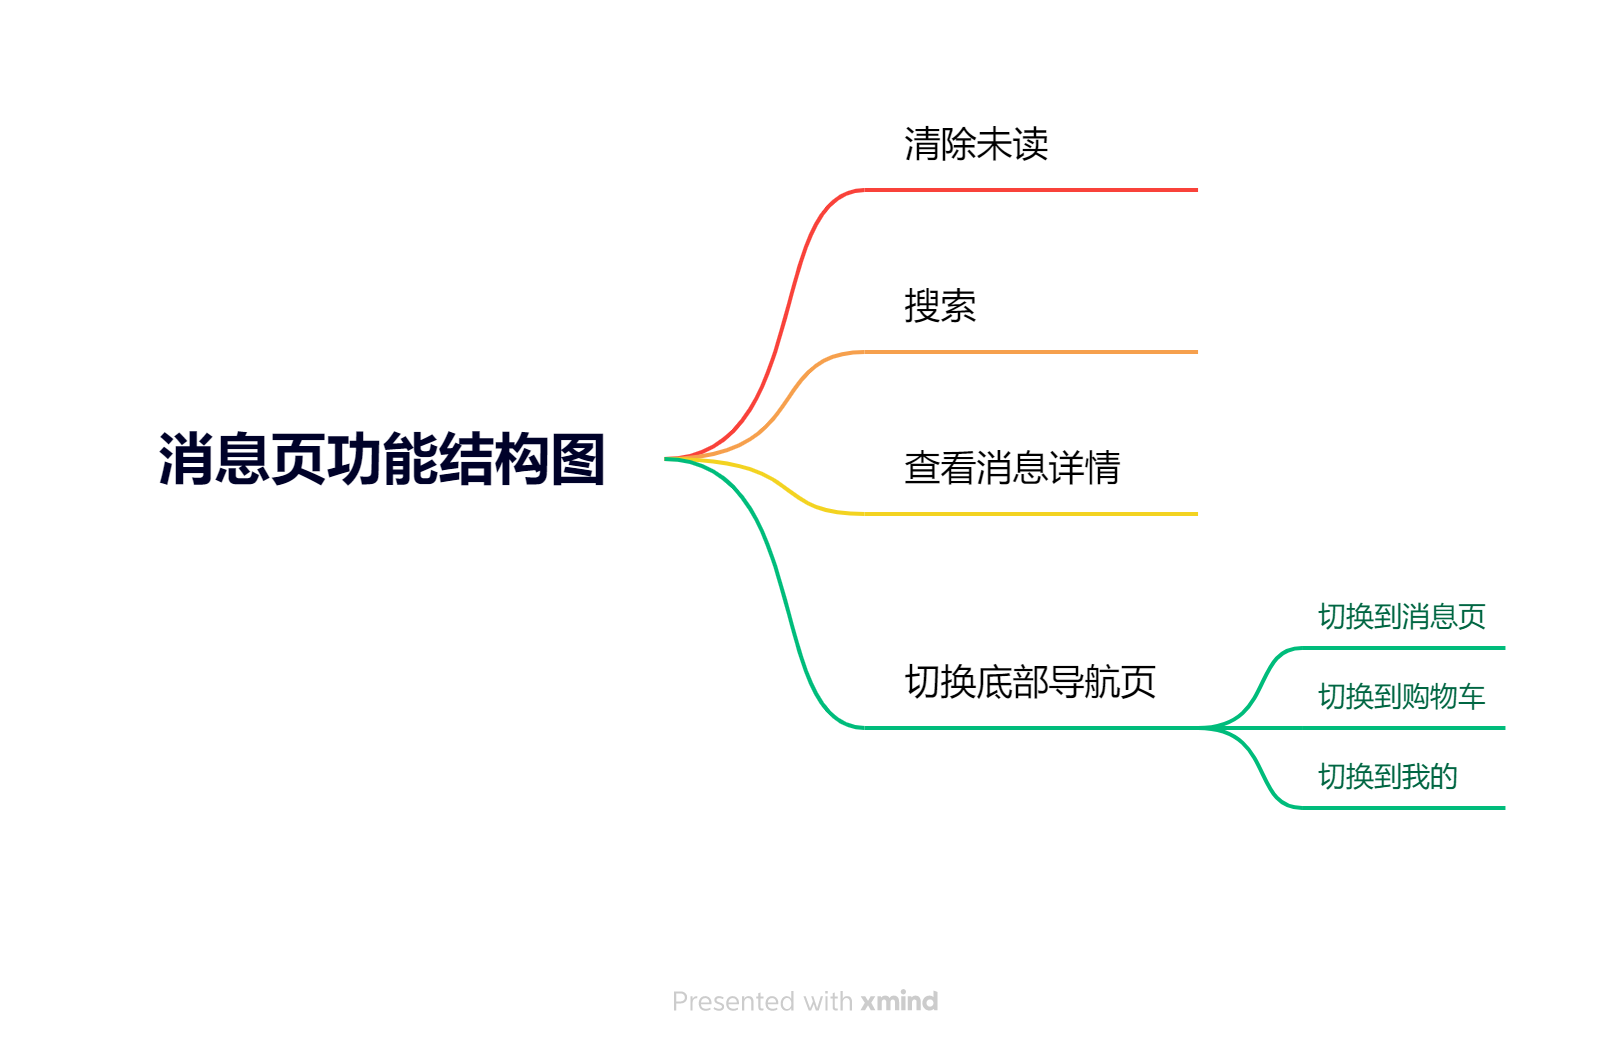 清除未读
搜索
消息页功能结构图
查看消息详情
切换到消息页
切换底部导航页
切换到购物车
切换到我的
Presented with xmind